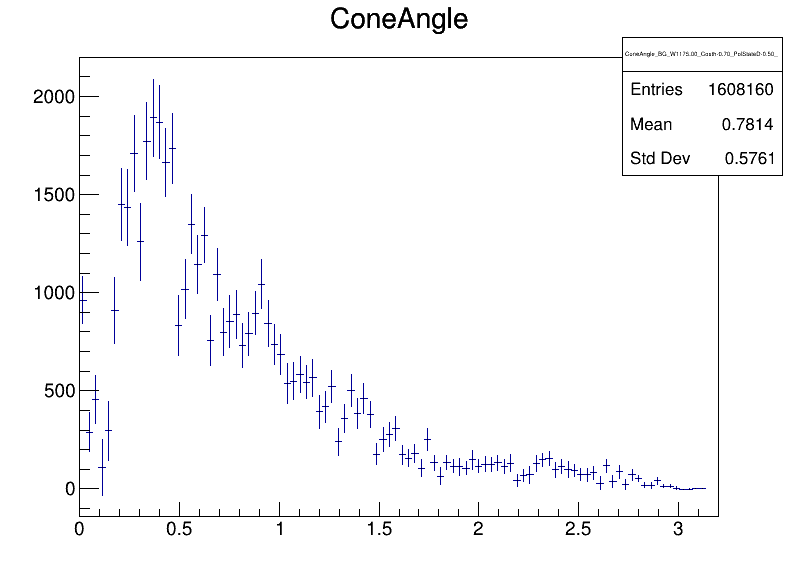 ConeAngle
ConeAngle_BG_W1175.00_Costh-0.70_PolStateD-0.50_
Entries 1608160
Mean 0.7814
Std Dev 0.5761
2000
1500
1000
500
0
0 0.5 1 1.5 2 2.5 3